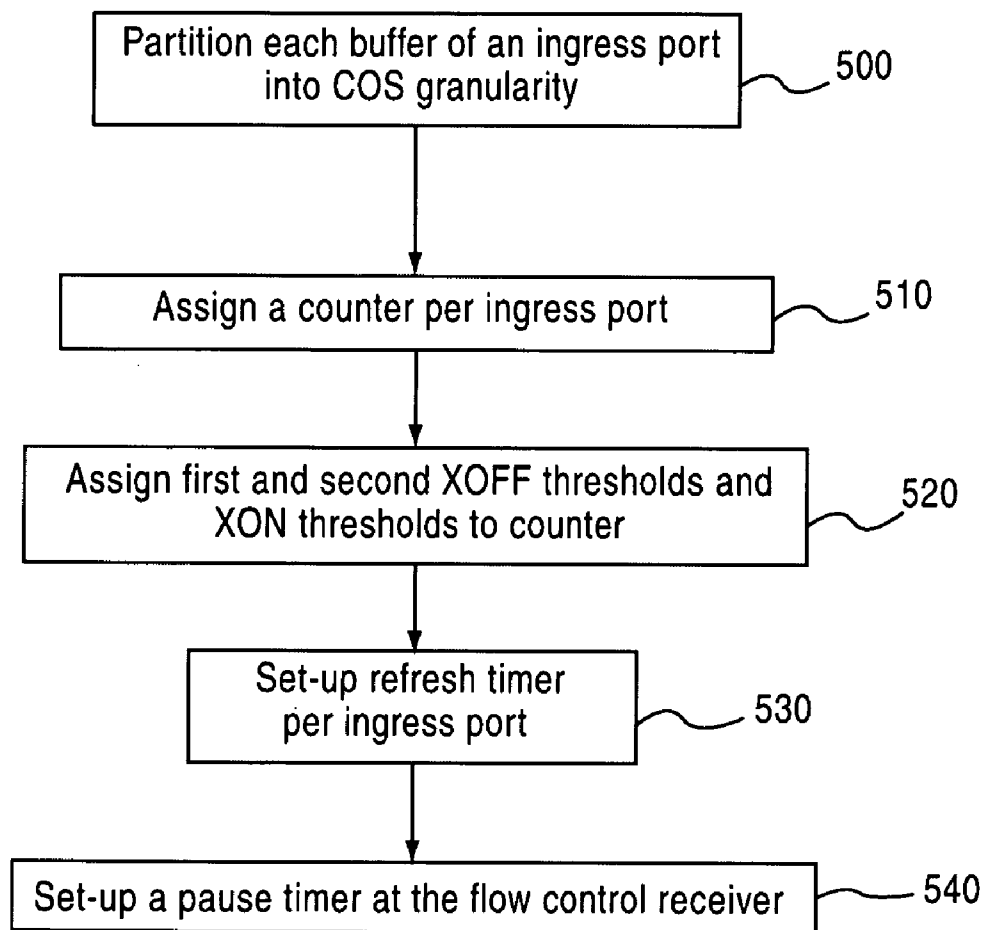 Partition each buffer of an ingress port
into COS granularity
500
Assign a counter per ingress port
510
Assign first and second XOFF thresholds and
XON thresholds to counter
520
Set-up refresh timer
per ingress port
530
Set-up a pause timer at the flow control receiver
540